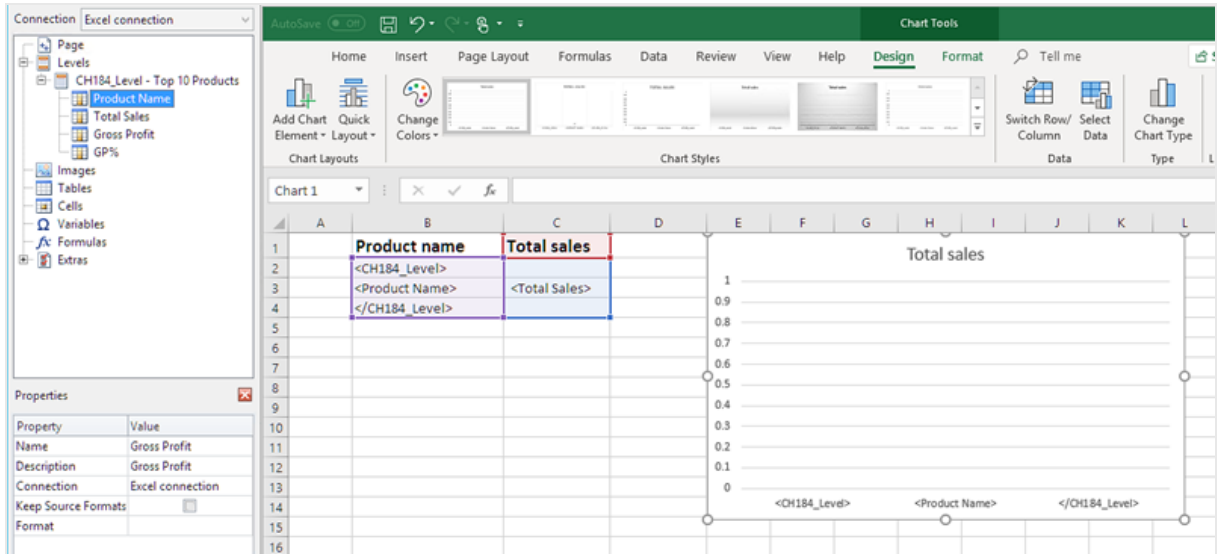 Connection Excel connection
Page
Levels
CH184_Level - Top 10 Products
Product Name
Total Sales
Gross Profit
GP%
Images
Tables
Cells
Variables
fx Formulas
Extras
Properties
Property Value
Name Gross Profit
Description Gross Profit
Connection Excel connection
Keep Source Formats
Format
AutoSave Off
Chart Tools
Home Insert Page Layout Formulas Data Review View Help Design Format Tell me
Add Chart Element Quick Layout Change Colors Switch Row/ Column Select Data Change Chart Type
Chart Layouts Chart Styles Data Type
Chart 1 fx
A B C D E F G H I J K L
1 Product name Total sales
2 <CH184_Level>
3 <Product Name> <Total Sales>
4 </CH184_Level>
5
6
7
8
9
10
11
12
13
14
15
16
Total sales
1
0.9
0.8
0.7
0.6
0.5
0.4
0.3
0.2
0.1
0
<CH184_Level> <Product Name> </CH184_Level>